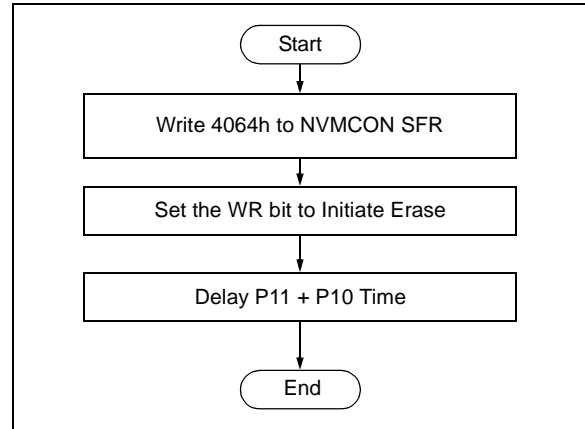 Start
Write 4064h to NVMCON SFR
Set the WR bit to Initiate Erase
Delay P11 + P10 Time
End